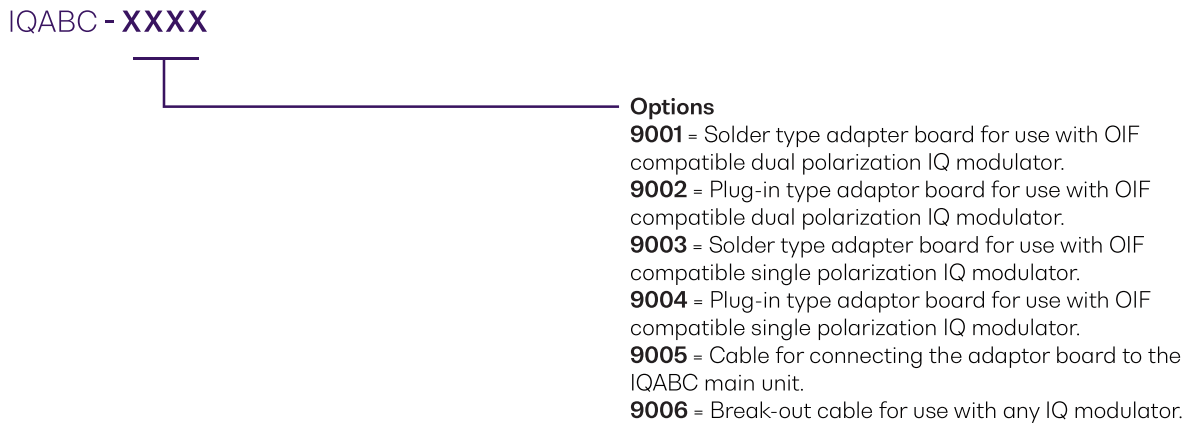 IQABC - XXXX
Options
9001 = Solder type adapter board for use with OIF
compatible dual polarization IQ modulator.
9002 = Plug-in type adaptor board for use with OIF
compatible dual polarization IQ modulator.
9003 = Solder type adapter board for use with OIF
compatible single polarization IQ modulator.
9004 = Plug-in type adaptor board for use with OIF
compatible single polarization IQ modulator.
9005 = Cable for connecting the adaptor board to the
IQABC main unit.
9006 = Break-out cable for use with any IQ modulator.